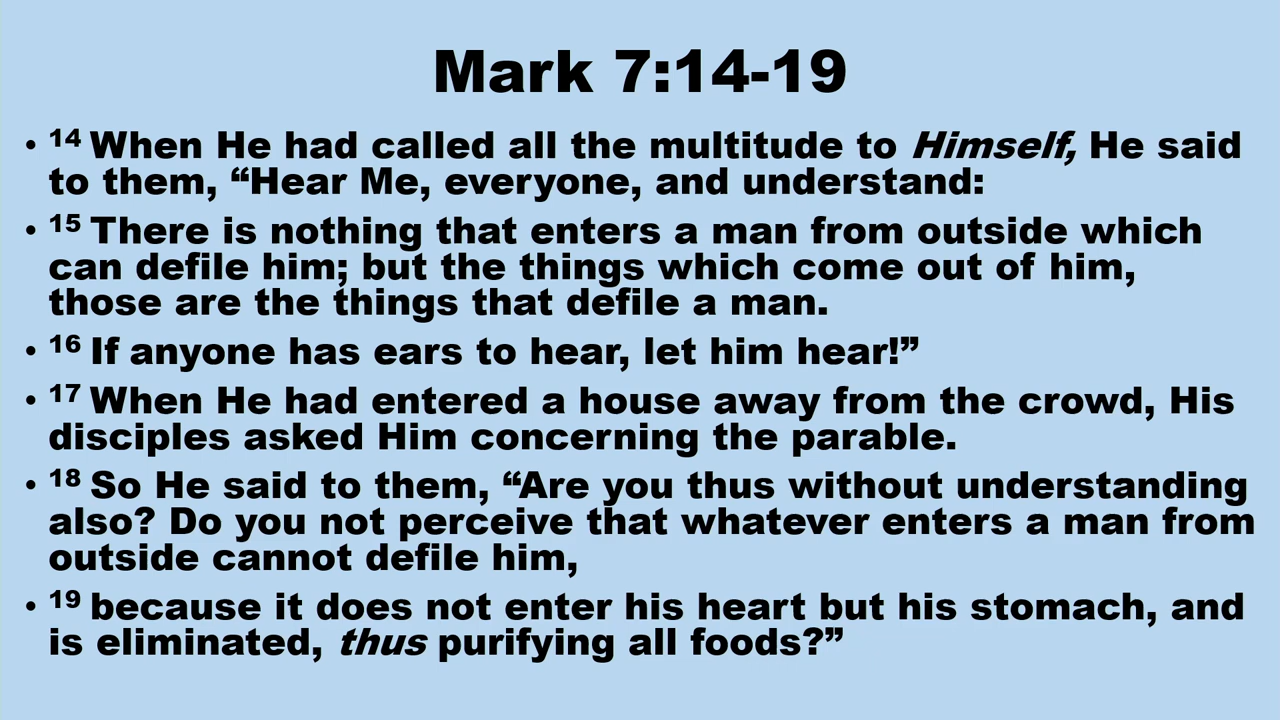 Mark 7:14-19
• 14 When He had called all the multitude to Himself, He said
to them, “Hear Me, everyone, and understand:
• 15 There is nothing that enters a man from outside which
can defile him; but the things which come out of him,
those are the things that defile a man.
• 16 If anyone has ears to hear, let him hear!”
• 17 When He had entered a house away from the crowd, His
disciples asked Him concerning the parable.
• 18 So He said to them, “Are you thus without understanding
also? Do you not perceive that whatever enters a man from
outside cannot defile him,
• 19 because it does not enter his heart but his stomach, and
is eliminated, thus purifying all foods?”